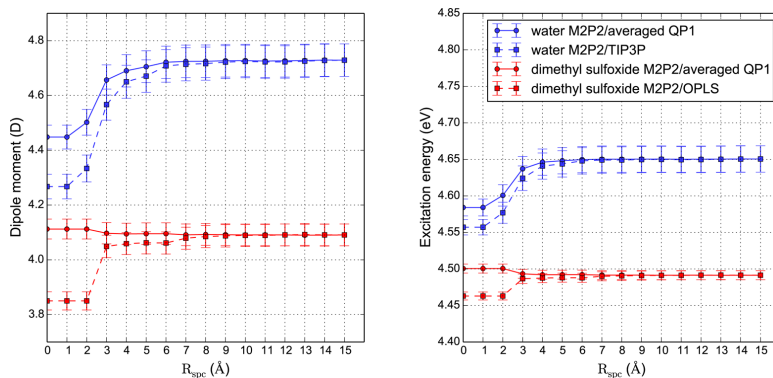 4.8
4.6
4.4
4.2
4.0
3.8
Dipole moment (D)
0 1 2 3 4 5 6 7 8 9 10 11 12 13 14 15
R_spc (Å)
4.85
4.80
4.75
4.70
4.65
4.60
4.55
4.50
4.45
4.40
Excitation energy (eV)
water M2P2/averaged QP1
water M2P2/TIP3P
dimethyl sulfoxide M2P2/averaged QP1
dimethyl sulfoxide M2P2/OPLS
0 1 2 3 4 5 6 7 8 9 10 11 12 13 14 15
R_spc (Å)